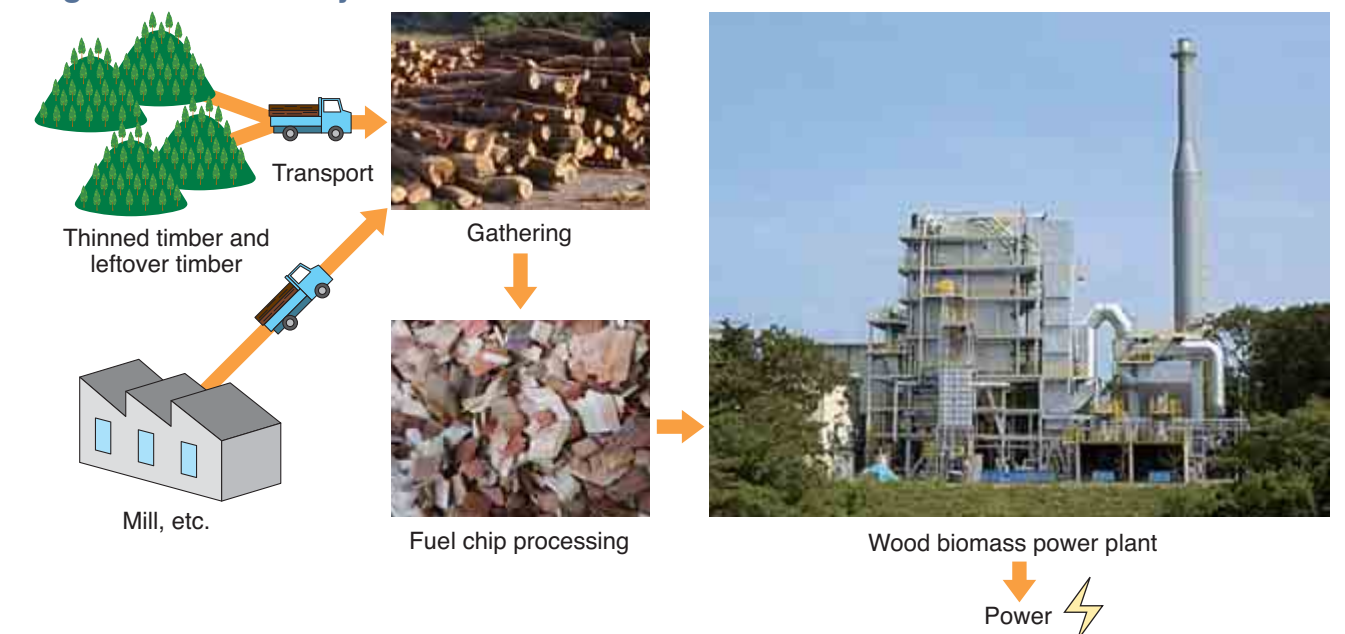 Transport
Thinned timber and
leftover timber
Gathering
Mill, etc.
Fuel chip processing
Wood biomass power plant
Power